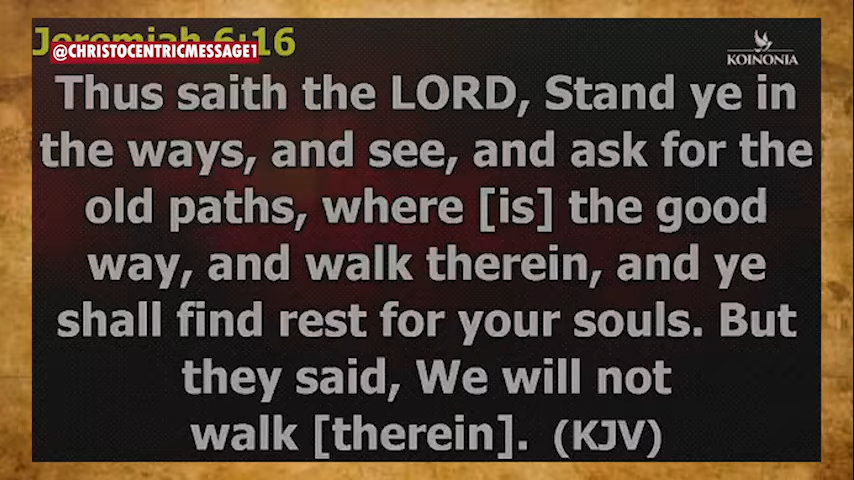 Jeremiah 6:16
@CHRISTOCENTRICMESSAGE1
KOINONIA
Thus saith the LORD, Stand ye in
the ways, and see, and ask for the
old paths, where [is] the good
way, and walk therein, and ye
shall find rest for your souls. But
they said, We will not
walk [therein]. (KJV)